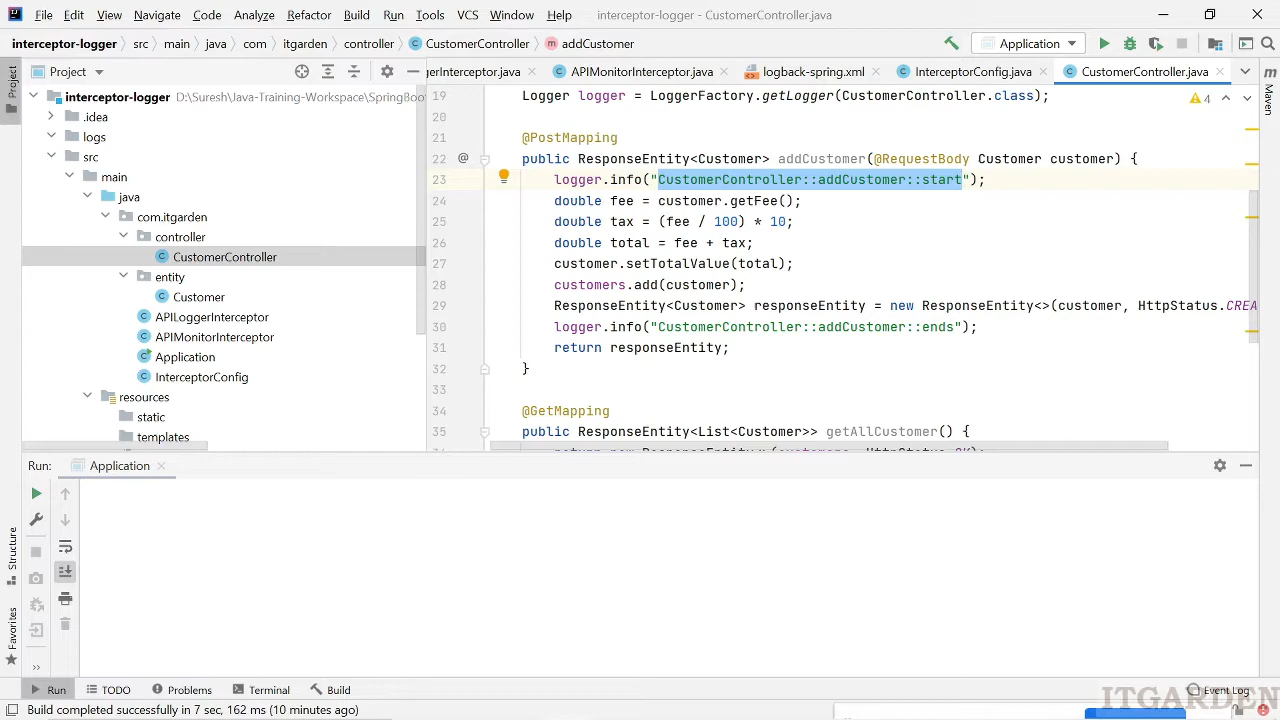 File Edit View Navigate Code Analyze Refactor Build Run Tools VCS Window Help interceptor-logger - CustomerController.java
interceptor-logger src main java com itgarden controller CustomerController addCustomer Application
Project gerInterceptor.java APIMonitorInterceptor.java logback-spring.xml InterceptorConfig.java CustomerController.java
Project
Maven
interceptor-logger D:\Suresh\Java-Training-Workspace\SpringBoo
.idea
logs
src
main
java
com.itgarden
controller
CustomerController
entity
Customer
APILoggerInterceptor
APIMonitorInterceptor
Application
InterceptorConfig
resources
static
templates
4
19 Logger logger = LoggerFactory.getLogger(CustomerController.class);
20
21 @PostMapping
22 @ public ResponseEntity<Customer> addCustomer(@RequestBody Customer customer) {
23 logger.info("CustomerController::addCustomer::start");
24 double fee = customer.getFee();
25 double tax = (fee / 100) * 10;
26 double total = fee + tax;
27 customer.setTotalValue(total);
28 customers.add(customer);
29 ResponseEntity<Customer> responseEntity = new ResponseEntity<>(customer, HttpStatus.CREA
30 logger.info("CustomerController::addCustomer::ends");
31 return responseEntity;
32 }
33
34 @GetMapping
35 public ResponseEntity<List<Customer>> getAllCustomer() {
Run: Application
Structure
Favorites
Run TODO Problems Terminal Build Event Log
Build completed successfully in 7 sec, 162 ms (10 minutes ago)
ITGARDEN